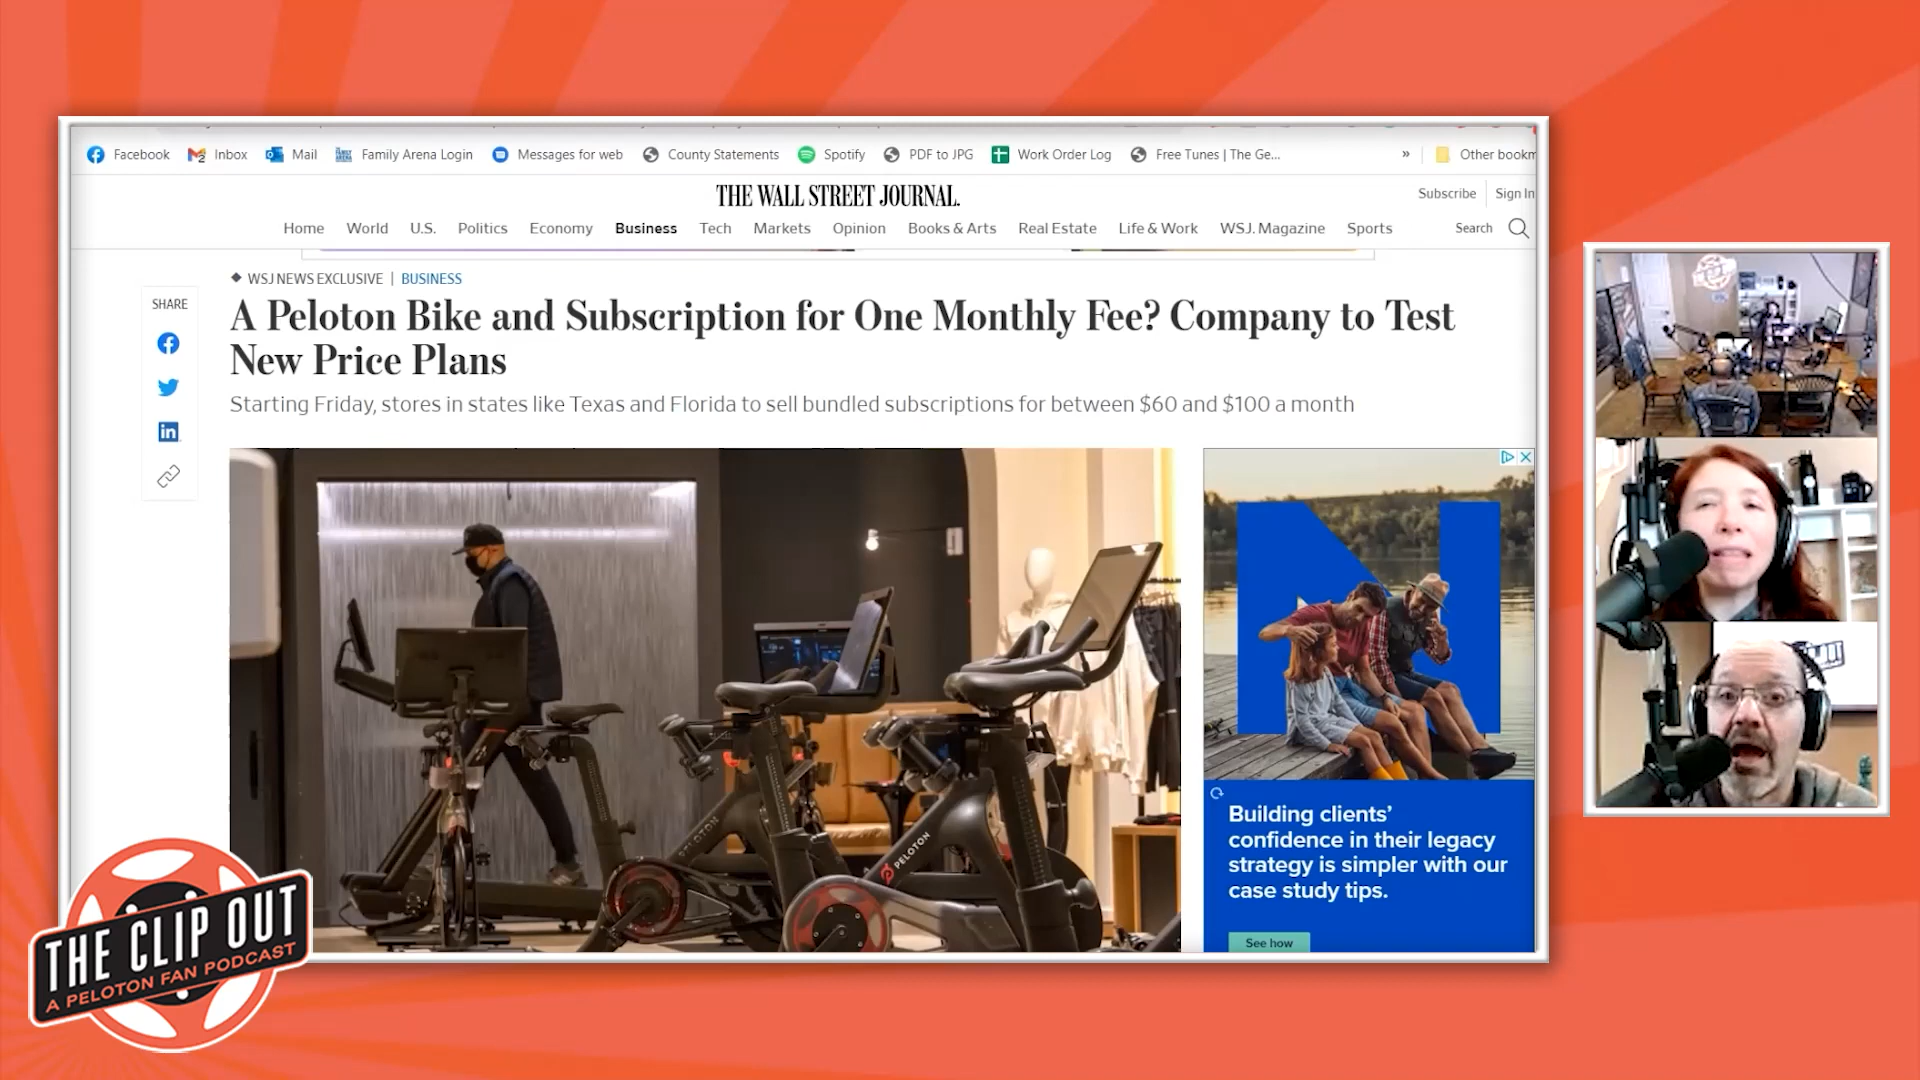 Facebook
Inbox
Mail
Family Arena Login
Messages for web
County Statements
Spotify
PDF to JPG
Work Order Log
Free Tunes | The Ge...
»
Other bookm
THE WALL STREET JOURNAL.
Subscribe
Sign In
Home
World
U.S.
Politics
Economy
Business
Tech
Markets
Opinion
Books & Arts
Real Estate
Life & Work
WSJ. Magazine
Sports
Search
WSJ NEWS EXCLUSIVE | BUSINESS
SHARE
A Peloton Bike and Subscription for One Monthly Fee? Company to Test
New Price Plans
Starting Friday, stores in states like Texas and Florida to sell bundled subscriptions for between $60 and $100 a month
PELOTON
PELOTON
N
Building clients’
confidence in their legacy
strategy is simpler with our
case study tips.
See how
THE CLIP OUT
A PELOTON FAN PODCAST